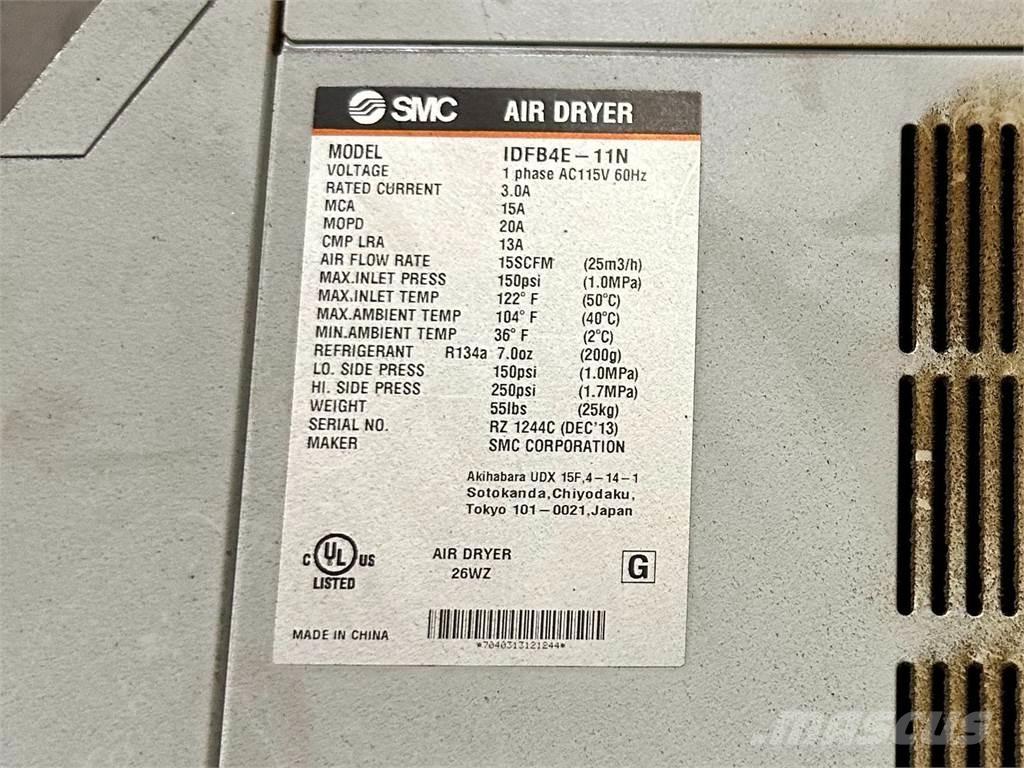 SMC AIR DRYER
MODEL IDFB4E-11N
VOLTAGE 1 phase AC115V 60Hz
RATED CURRENT 3.0A
MCA 15A
MOPD 20A
CMP LRA 13A
AIR FLOW RATE 15SCFM (25m3/h)
MAX.INLET PRESS 150psi (1.0MPa)
MAX.INLET TEMP 122°F (50°C)
MAX.AMBIENT TEMP 104°F (40°C)
MIN.AMBIENT TEMP 36°F (2°C)
REFRIGERANT R134a 7.0oz (200g)
LO. SIDE PRESS 150psi (1.0MPa)
HI. SIDE PRESS 250psi (1.7MPa)
WEIGHT 55lbs (25kg)
SERIAL NO. RZ 1244C (DEC'13)
MAKER SMC CORPORATION
Akihabara UDX 15F,4-14-1
Sotokanda,Chiyodaku,
Tokyo 101-0021,Japan
C UL US
LISTED
AIR DRYER
26WZ
G
MADE IN CHINA
*7040313121244*
mascus